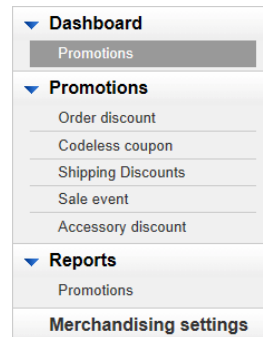 Dashboard
Promotions
Promotions
Order discount
Codeless coupon
Shipping Discounts
Sale event
Accessory discount
Reports
Promotions
Merchandising settings